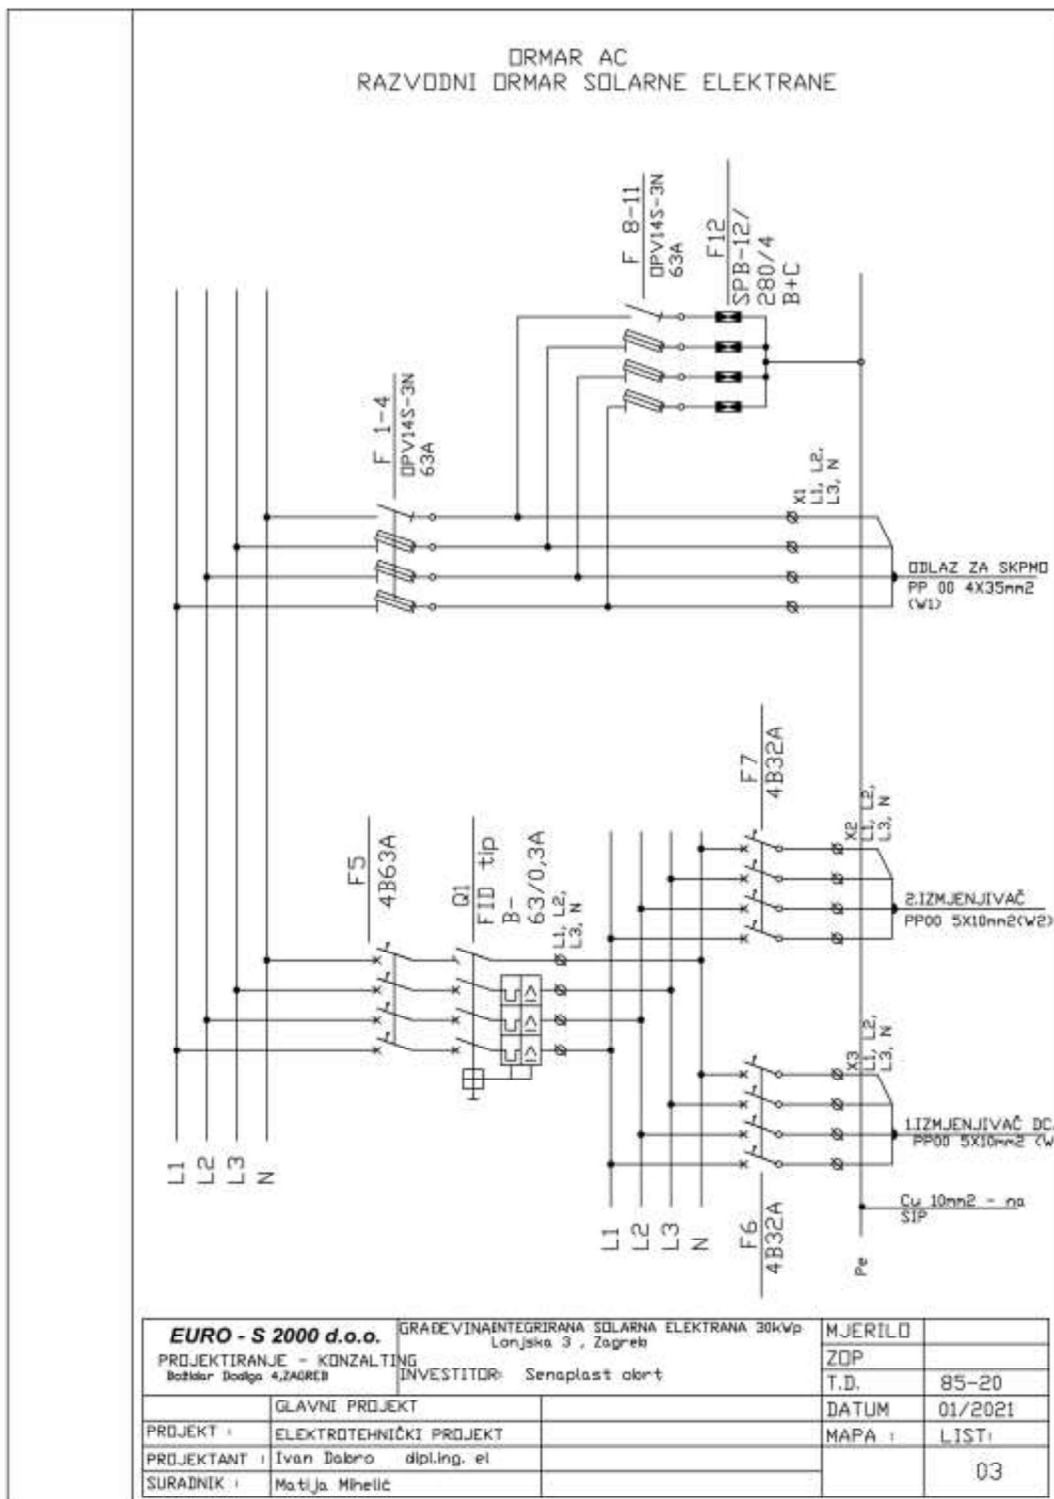 ORMAR AC
RAZVODNI ORMAR SOLARNE ELEKTRANE
F 8-11
OPV14S-3N
63A
F12
SPB-12/
280/4
B+C
F 1-4
OPV14S-3N
63A
X1
L1, L2,
L3, N
ODLAZ ZA SKPMO
PP 00 4X35mm2
(W1)
F7
4B32A
X2
L1, L2,
L3, N
2.IZMJENJIVAČ
PP00 5X10mm2(W2)
F5
4B63A
Q1
FID tip
B-
63/0,3A
L1, L2,
L3, N
X3
L1, L2,
L3, N
1.IZMJENJIVAČ DC
PP00 5X10mm2 (W
L1
L2
L3
N
L1
L2
L3
N
F6
4B32A
Cu 10mm2 - na
SIP
Pe
EURO - S 2000 d.o.o.
PROJEKTIRANJE - KONZALTING
4,ZAGREB
GRAĐEVINAINTEGRIRANA SOLARNA ELEKTRANA 30kWp
Lonjska 3 , Zagreb
INVESTITOR: Senaplast obrt
MJERILO
ZOP
T.D. 85-20
GLAVNI PROJEKT
DATUM 01/2021
PROJEKT : ELEKTROTEHNIČKI PROJEKT
MAPA : LIST:
PROJEKTANT : Ivan Dabro dipl.ing. el
03
SURADNIK : Matija Mihelić